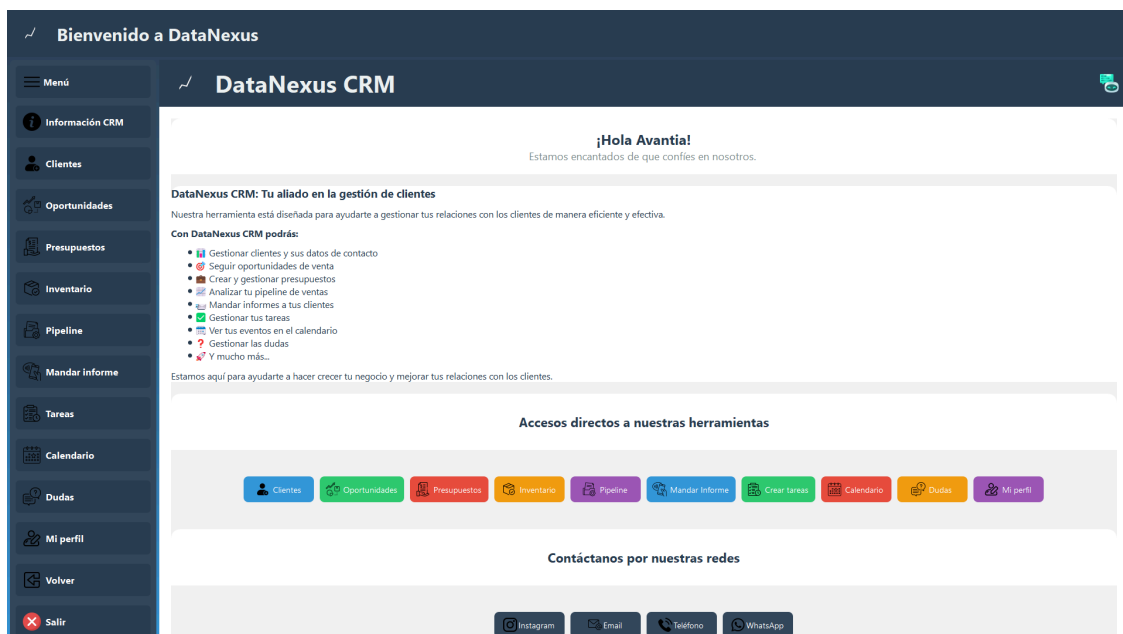 Bienvenido a DataNexus
Menú
Información CRM
Clientes
Oportunidades
Presupuestos
Inventario
Pipeline
Mandar informe
Tareas
Calendario
Dudas
Mi perfil
Volver
Salir
DataNexus CRM
¡Hola Avantia!
Estamos encantados de que confíes en nosotros.
DataNexus CRM: Tu aliado en la gestión de clientes
Nuestra herramienta está diseñada para ayudarte a gestionar tus relaciones con los clientes de manera eficiente y efectiva.
Con DataNexus CRM podrás:
Gestionar clientes y sus datos de contacto
Seguir oportunidades de venta
Crear y gestionar presupuestos
Analizar tu pipeline de ventas
Mandar informes a tus clientes
Gestionar tus tareas
Ver tus eventos en el calendario
Gestionar las dudas
Y mucho más...
Estamos aquí para ayudarte a hacer crecer tu negocio y mejorar tus relaciones con los clientes.
Accesos directos a nuestras herramientas
Clientes Oportunidades Presupuestos Inventario Pipeline Mandar Informe Crear tareas Calendario Dudas Mi perfil
Contáctanos por nuestras redes
Instagram Email Teléfono WhatsApp